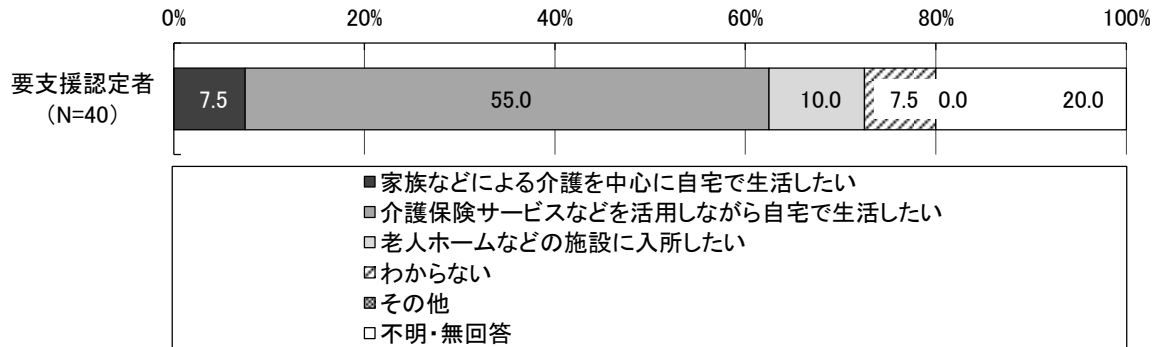 0% 20% 40% 60% 80% 100%
要支援認定者
（N=40）
7.5 55.0 10.0 7.5 0.0 20.0
家族などによる介護を中心に自宅で生活したい
介護保険サービスなどを活用しながら自宅で生活したい
老人ホームなどの施設に入所したい
わからない
その他
不明・無回答